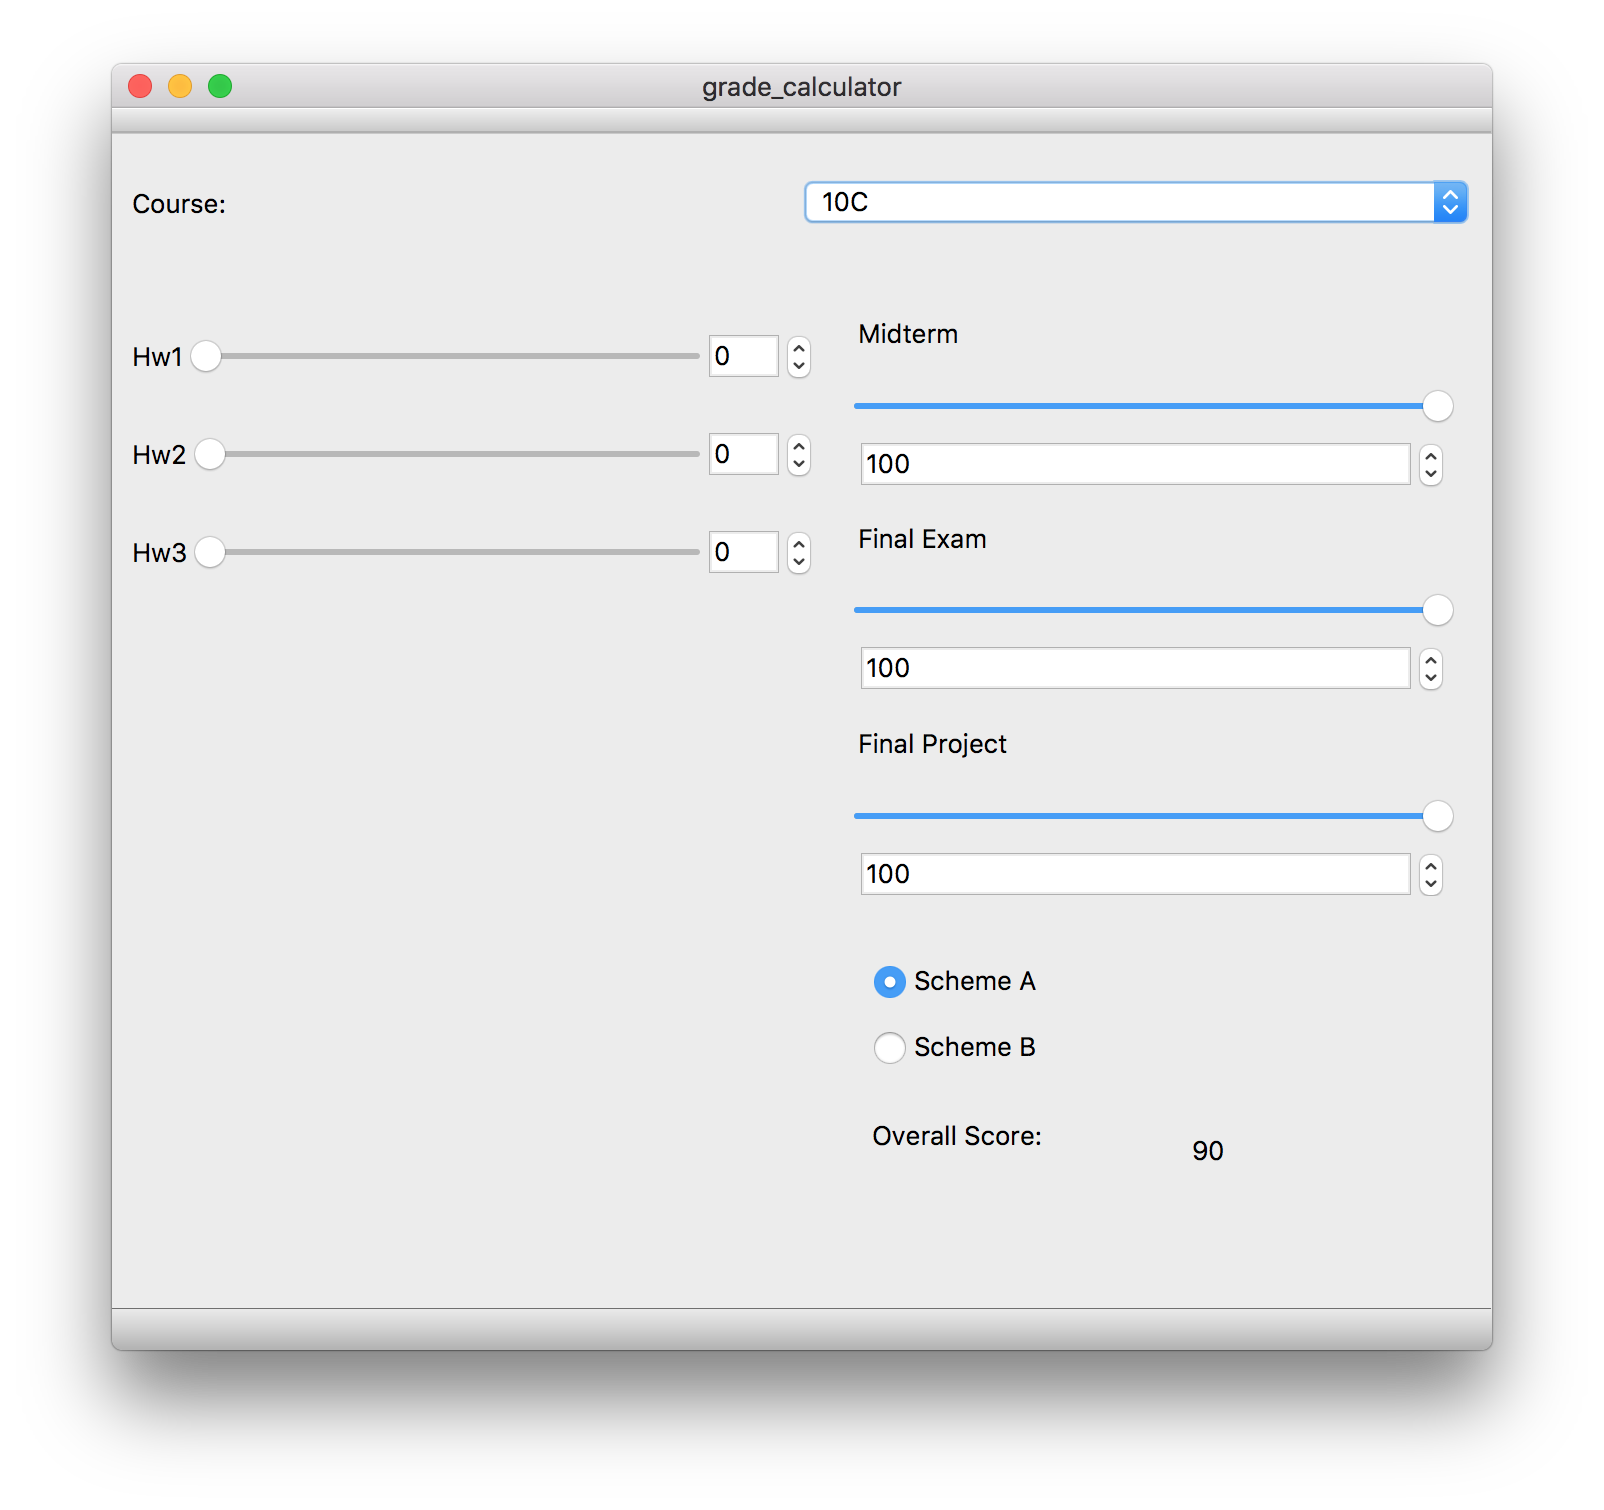 grade_calculator
Course:
10C
Hw1
0
Hw2
0
Hw3
0
Midterm
100
Final Exam
100
Final Project
100
Scheme A
Scheme B
Overall Score:
90